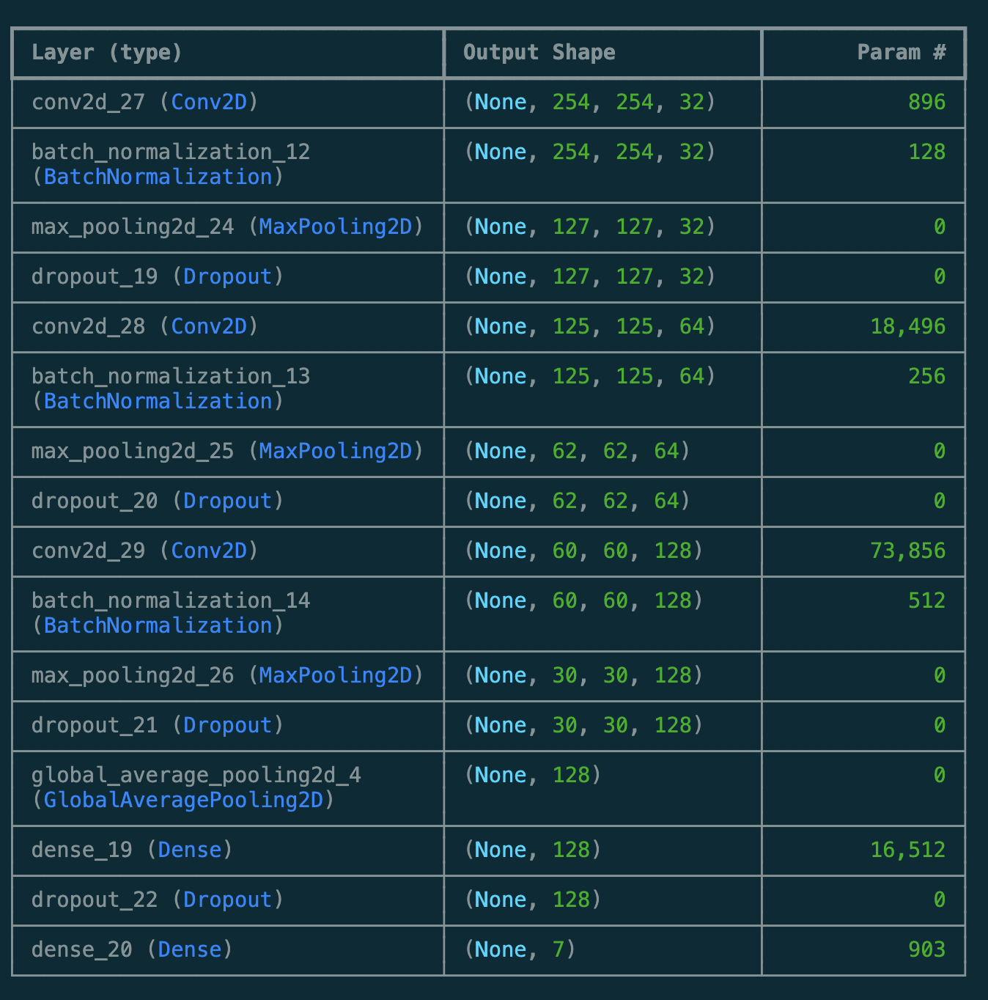 Layer (type) Output Shape Param #
conv2d_27 (Conv2D) (None, 254, 254, 32) 896
batch_normalization_12 (None, 254, 254, 32) 128
(BatchNormalization)
max_pooling2d_24 (MaxPooling2D) (None, 127, 127, 32) 0
dropout_19 (Dropout) (None, 127, 127, 32) 0
conv2d_28 (Conv2D) (None, 125, 125, 64) 18,496
batch_normalization_13 (None, 125, 125, 64) 256
(BatchNormalization)
max_pooling2d_25 (MaxPooling2D) (None, 62, 62, 64) 0
dropout_20 (Dropout) (None, 62, 62, 64) 0
conv2d_29 (Conv2D) (None, 60, 60, 128) 73,856
batch_normalization_14 (None, 60, 60, 128) 512
(BatchNormalization)
max_pooling2d_26 (MaxPooling2D) (None, 30, 30, 128) 0
dropout_21 (Dropout) (None, 30, 30, 128) 0
global_average_pooling2d_4 (None, 128) 0
(GlobalAveragePooling2D)
dense_19 (Dense) (None, 128) 16,512
dropout_22 (Dropout) (None, 128) 0
dense_20 (Dense) (None, 7) 903